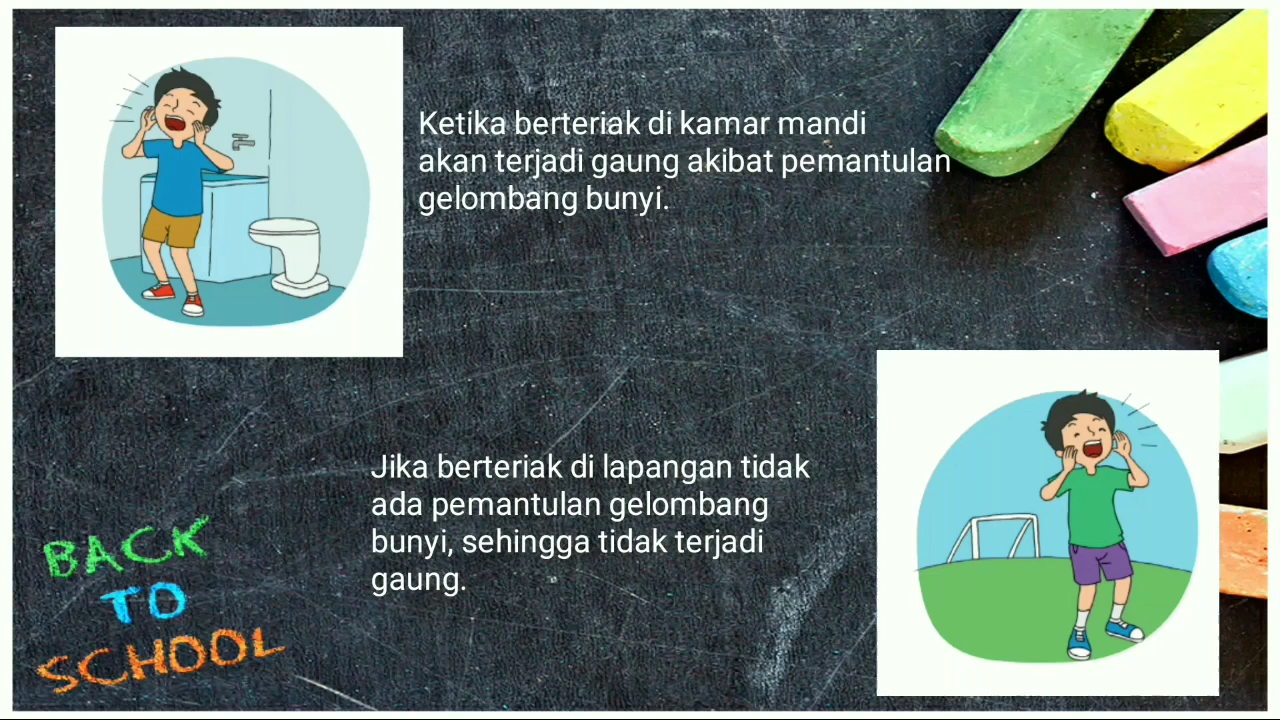 Ketika berteriak di kamar mandi
akan terjadi gaung akibat pemantulan
gelombang bunyi.
Jika berteriak di lapangan tidak
ada pemantulan gelombang
bunyi, sehingga tidak terjadi
gaung.
BACK
TO
SCHOOL